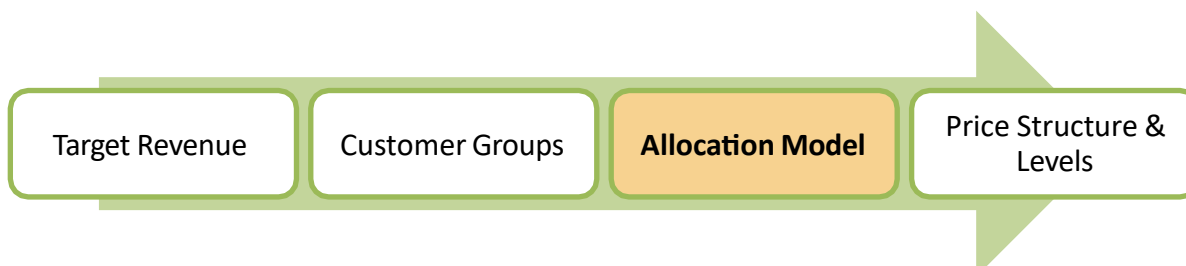 Target Revenue
Customer Groups
Allocation Model
Price Structure &
Levels